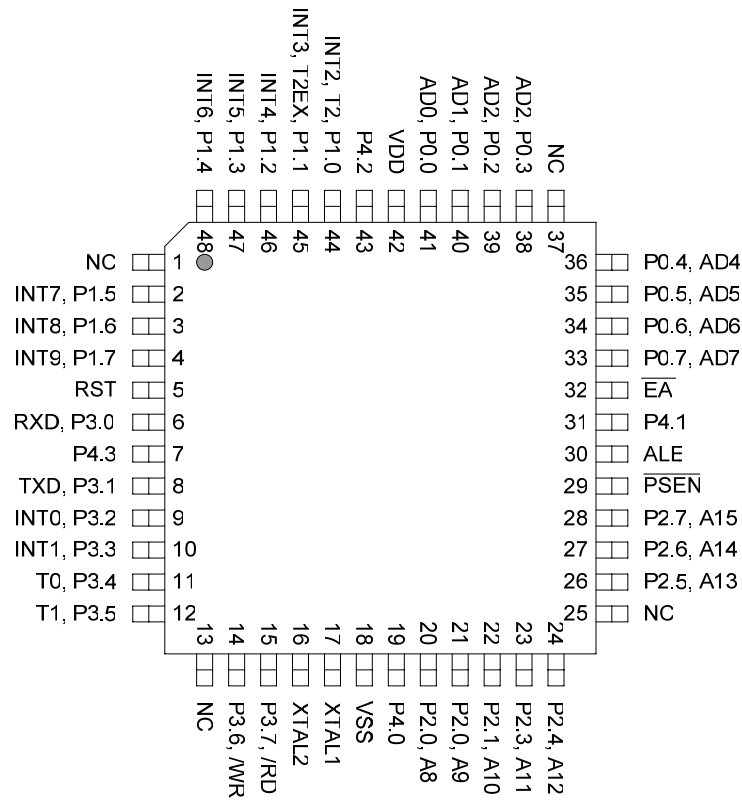 INT6, P1.4
INT5, P1.3
INT4, P1.2
INT3, T2EX, P1.1
INT2, T2, P1.0
P4.2
VDD
AD0, P0.0
AD1, P0.1
AD2, P0.2
AD2, P0.3
NC
48
47
46
45
44
43
42
41
40
39
38
37
NC 1
INT7, P1.5 2
INT8, P1.6 3
INT9, P1.7 4
RST 5
RXD, P3.0 6
P4.3 7
TXD, P3.1 8
INT0, P3.2 9
INT1, P3.3 10
T0, P3.4 11
T1, P3.5 12
36 P0.4, AD4
35 P0.5, AD5
34 P0.6, AD6
33 P0.7, AD7
32 EA
31 P4.1
30 ALE
29 PSEN
28 P2.7, A15
27 P2.6, A14
26 P2.5, A13
25 NC
13
14
15
16
17
18
19
20
21
22
23
24
NC
P3.6, /WR
P3.7, /RD
XTAL2
XTAL1
VSS
P4.0
P2.0, A8
P2.0, A9
P2.1, A10
P2.3, A11
P2.4, A12